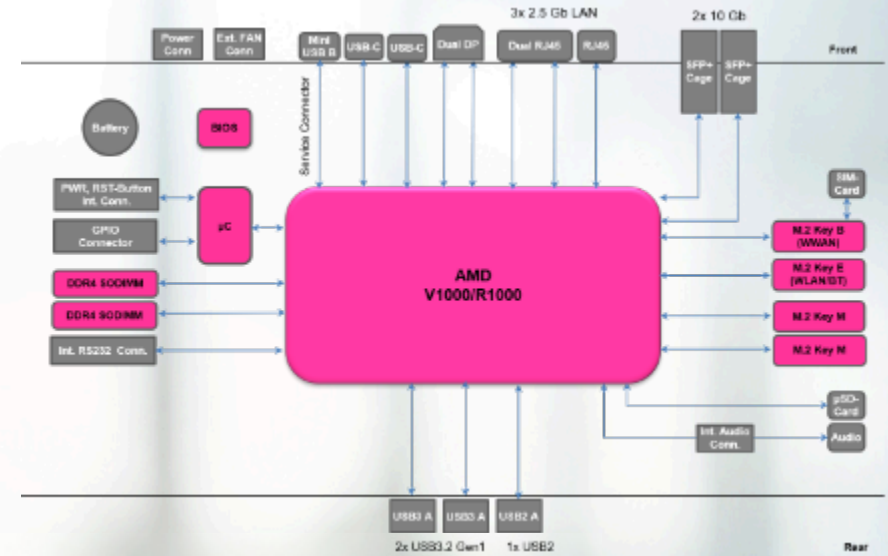 3x 2.5 Gb LAN
2x 10 Gb
Power
Conn
Ext. FAN
Conn
Mini
USB B
USB-C
USB-C
Dual DP
Dual RJ45
RJ45
SFP+
Cage
SFP+
Cage
Front
Service Connector
Battery
BIOS
PWR, RST-Button
Int. Conn.
µC
GPIO
Connector
DDR4 SODIMM
DDR4 SODIMM
Int. RS232 Conn.
AMD
V1000/R1000
SIM-
Card
M.2 Key B
(WWAN)
M.2 Key E
(WLAN/BT)
M.2 Key M
M.2 Key M
µSD-
Card
Int. Audio
Conn.
Audio
USB3 A
USB3 A
USB2 A
2x USB3.2 Gen1
1x USB2
Rear